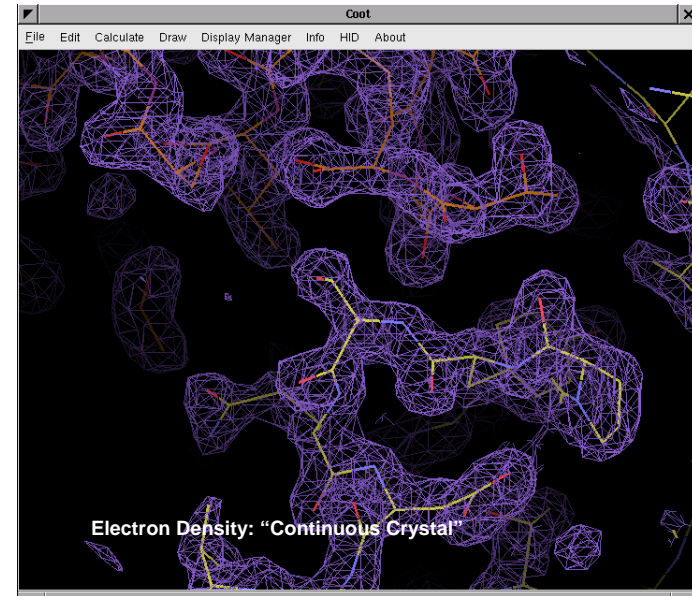 Coot
File Edit Calculate Draw Display Manager Info HID About
Electron Density: “Continuous Crystal”